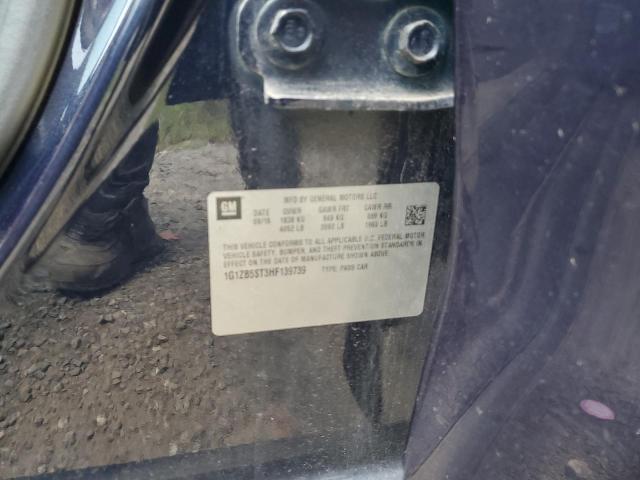 GM
MFD BY GENERAL MOTORS LLC
DATE GVWR GAWR FRT GAWR RR
09/16 1838 KG 949 KG 889 KG
4052 LB 2092 LB 1960 LB
THIS VEHICLE CONFORMS TO ALL APPLICABLE U.S. FEDERAL MOTOR
VEHICLE SAFETY, BUMPER, AND THEFT PREVENTION STANDARDS IN
EFFECT ON THE DATE OF MANUFACTURE SHOWN ABOVE.
1G1ZB5ST3HF139739 TYPE: PASS CAR